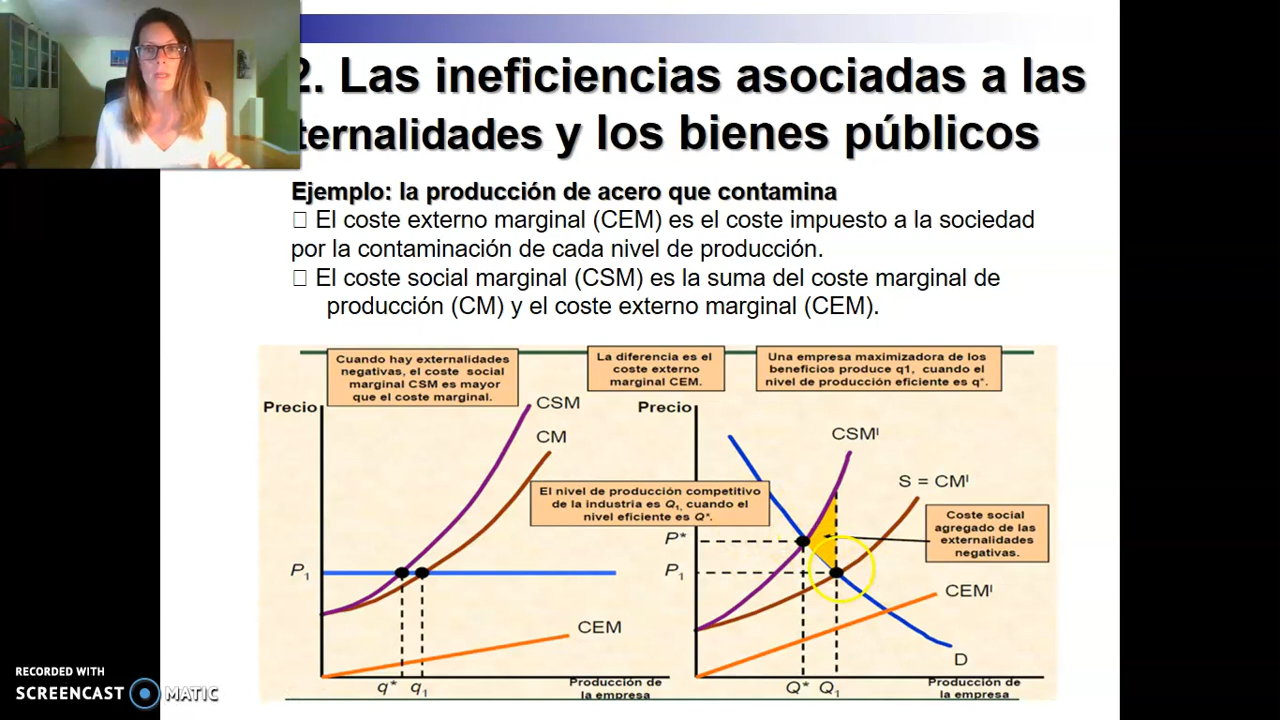 2. Las ineficiencias asociadas a las
ternalidades y los bienes públicos
Ejemplo: la producción de acero que contamina
El coste externo marginal (CEM) es el coste impuesto a la sociedad
por la contaminación de cada nivel de producción.
El coste social marginal (CSM) es la suma del coste marginal de
producción (CM) y el coste externo marginal (CEM).
Cuando hay externalidades
negativas, el coste social
marginal CSM es mayor
que el coste marginal.
La diferencia es el
coste externo
marginal CEM.
Una empresa maximizadora de los
beneficios produce q1, cuando el
nivel de producción eficiente es q*.
Precio
CSM
CM
P1
CEM
q* q1
Producción de
la empresa
El nivel de producción competitivo
de la industria es Q1, cuando el
nivel eficiente es Q*.
Precio
CSMI
S = CMI
Coste social
agregado de las
externalidades
negativas.
P*
P1
CEMI
D
Q* Q1
Producción de
la empresa
RECORDED WITH
SCREENCAST MATIC